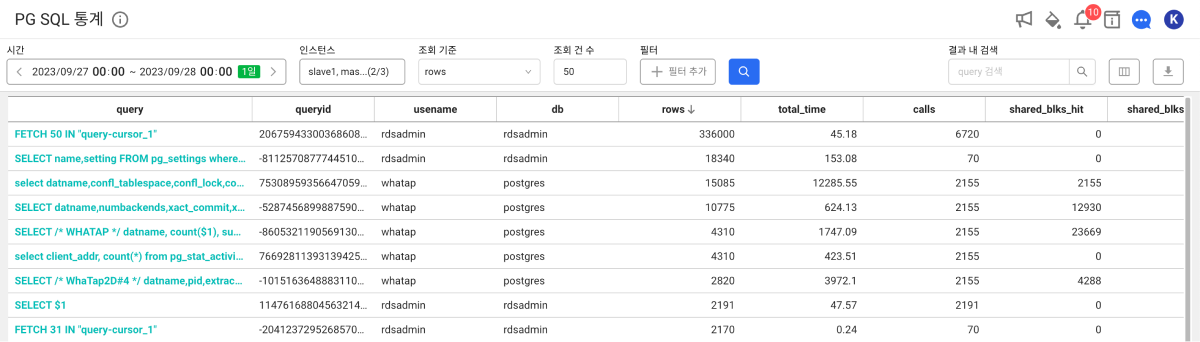 PG SQL 통계
10
K
시간 인스턴스 조회 기준 조회 건 수 필터 결과 내 검색
2023/09/27 00:00 ~ 2023/09/28 00:00 1일 slave1, mas...(2/3) rows 50 필터 추가 query 검색
query queryid usename db rows total_time calls shared_blks_hit shared_blks
FETCH 50 IN "query-cursor_1" 20675943300368608... rdsadmin rdsadmin 336000 45.18 6720 0
SELECT name,setting FROM pg_settings where... -8112570877744510... rdsadmin rdsadmin 18340 153.08 70 0
select datname,confl_tablespace,confl_lock,co... 75308959356647059... whatap postgres 15085 12285.55 2155 2155
SELECT datname,numbackends,xact_commit,x... -5287456899887590... whatap postgres 10775 624.13 2155 12930
SELECT /* WHATAP */ datname, count($1), su... -8605321190569130... whatap postgres 4310 1747.09 2155 23669
select client_addr, count(*) from pg_stat_activi... 76692811393139425... whatap postgres 4310 423.51 2155 0
SELECT /* WhaTap2D#4 */ datname,pid,extrac... -1015163648883110... whatap postgres 2820 3972.1 2155 4288
SELECT $1 11476168804563214... rdsadmin rdsadmin 2191 47.57 2191 0
FETCH 31 IN "query-cursor_1" -2041237295268570... rdsadmin rdsadmin 2170 0.24 70 0